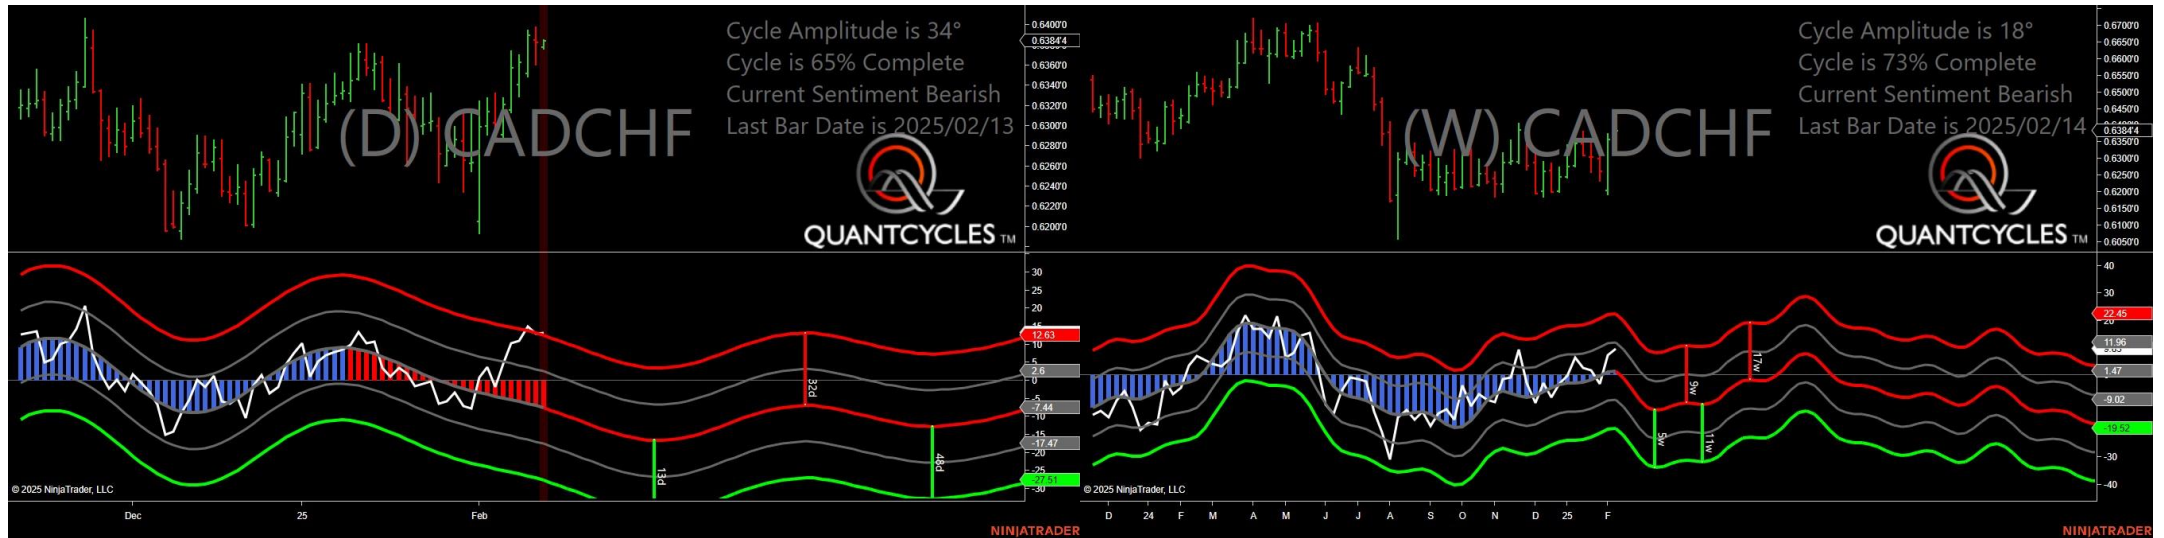 Cycle Amplitude is 34°
Cycle is 65% Complete
Current Sentiment Bearish
Last Bar Date is 2025/02/13
(D) CADCHF
QUANTCYCLES TM
0.6400'0
0.6384'4
0.6360'0
0.6320'0
0.6300'0
0.6280'0
0.6260'0
0.6240'0
0.6220'0
0.6200'0
30
25
20
15
12.63
10
5
2.6
0
-5
-7.44
-10
-15
-17.47
-20
-25
-27.51
-30
32d
13d
48d
© 2025 NinjaTrader, LLC
Dec
25
Feb
NINJATRADER
Cycle Amplitude is 18°
Cycle is 73% Complete
Current Sentiment Bearish
Last Bar Date is 2025/02/14
(W) CADCHF
QUANTCYCLES TM
0.6700'0
0.6650'0
0.6600'0
0.6550'0
0.6500'0
0.6450'0
0.6384'4
0.6350'0
0.6300'0
0.6250'0
0.6200'0
0.6150'0
0.6100'0
0.6050'0
40
30
22.45
20
11.96
1.47
-9.02
-19.52
-30
-40
9w
17w
5w
11w
© 2025 NinjaTrader, LLC
D
24
F
M
A
M
J
J
A
S
O
N
D
25
F
NINJATRADER